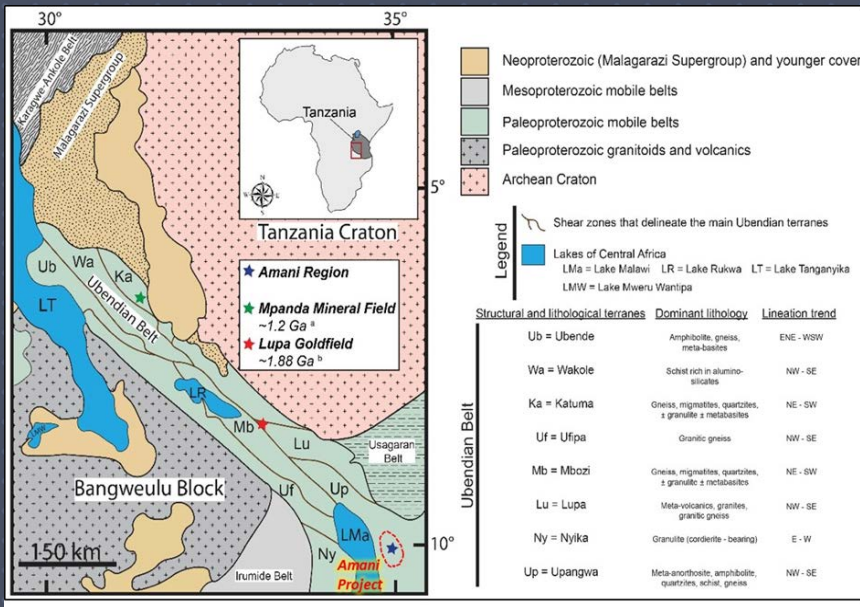 30°
35°
Karagwe-Ankole Belt
Malagarazi Supergroup
Tanzania
N
W
E
S
5°
Tanzania Craton
Ub
Wa
Ka
Ubendian Belt
LT
Amani Region
Mpanda Mineral Field
~1.2 Ga ᵃ
Lupa Goldfield
~1.88 Ga ᵇ
LR
Mb
Lu
Usagaran
Belt
LMW
Bangweulu Block
Uf
Up
LMa
10°
150 km
Ny
Irumide Belt
Amani
Project
Neoproterozoic (Malagarazi Supergroup) and younger cover
Mesoproterozoic mobile belts
Paleoproterozoic mobile belts
Paleoproterozoic granitoids and volcanics
Archean Craton
Legend
Shear zones that delineate the main Ubendian terranes
Lakes of Central Africa
LMa = Lake Malawi LR = Lake Rukwa LT = Lake Tanganyika
LMW = Lake Mweru Wantipa
Structural and lithological terranes Dominant lithology Lineation trend
Ubendian Belt
Ub = Ubende Amphibolite, gneiss, meta-basites ENE - WSW
Wa = Wakole Schist rich in alumino-silicates NW - SE
Ka = Katuma Gneiss, migmatites, quartzites, ± granulite ± metabasites NE - SW
Uf = Ufipa Granitic gneiss NW - SE
Mb = Mbozi Gneiss, migmatites, quartzites, ± granulite ± metabasites NE - SW
Lu = Lupa Meta-volcanics, granites, granitic gneiss NW - SE
Ny = Nyika Granulite (cordierite - bearing) E - W
Up = Upangwa Meta-anorthosite, amphibolite, quartzites, schist, gneiss NW - SE